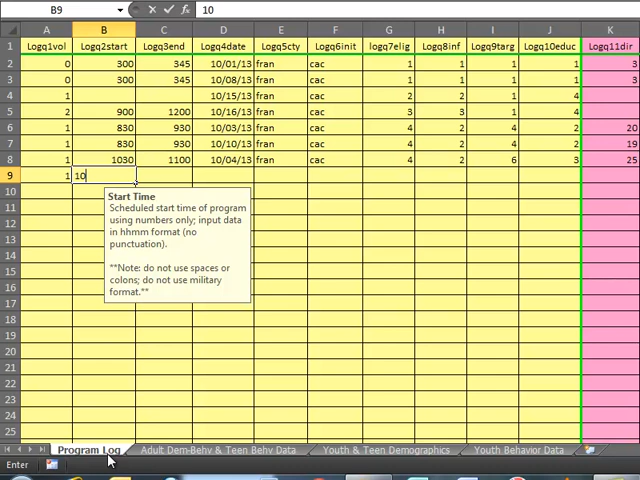 B9 fx 10
A B C D E F G H I J K
1 Logq1vol Logq2start Logq3end Logq4date Logq5cty Logq6init logq7elig Logq8inf Logq9targ Logq10educ Logq11dir
2 0 300 345 10/01/13 fran cac 1 1 1 1 3
3 0 300 345 10/08/13 fran cac 1 1 1 1 3
4 1 10/15/13 fran cac 2 2 1 4
5 2 900 1200 10/16/13 fran cac 3 3 1 4
6 1 830 930 10/03/13 fran cac 4 2 4 2 20
7 1 830 930 10/10/13 fran cac 4 2 4 2 19
8 1 1030 1100 10/04/13 fran cac 4 2 6 3 25
9 1 10
10
11
12
13
14
15
16
17
18
19
20
21
22
23
24
25
Start Time
Scheduled start time of program
using numbers only; input data
in hhmm format (no
punctuation).
**Note: do not use spaces or
colons; do not use military
format.**
Program Log Adult Dem-Behv & Teen Behv Data Youth & Teen Demographics Youth Behavior Data
Enter